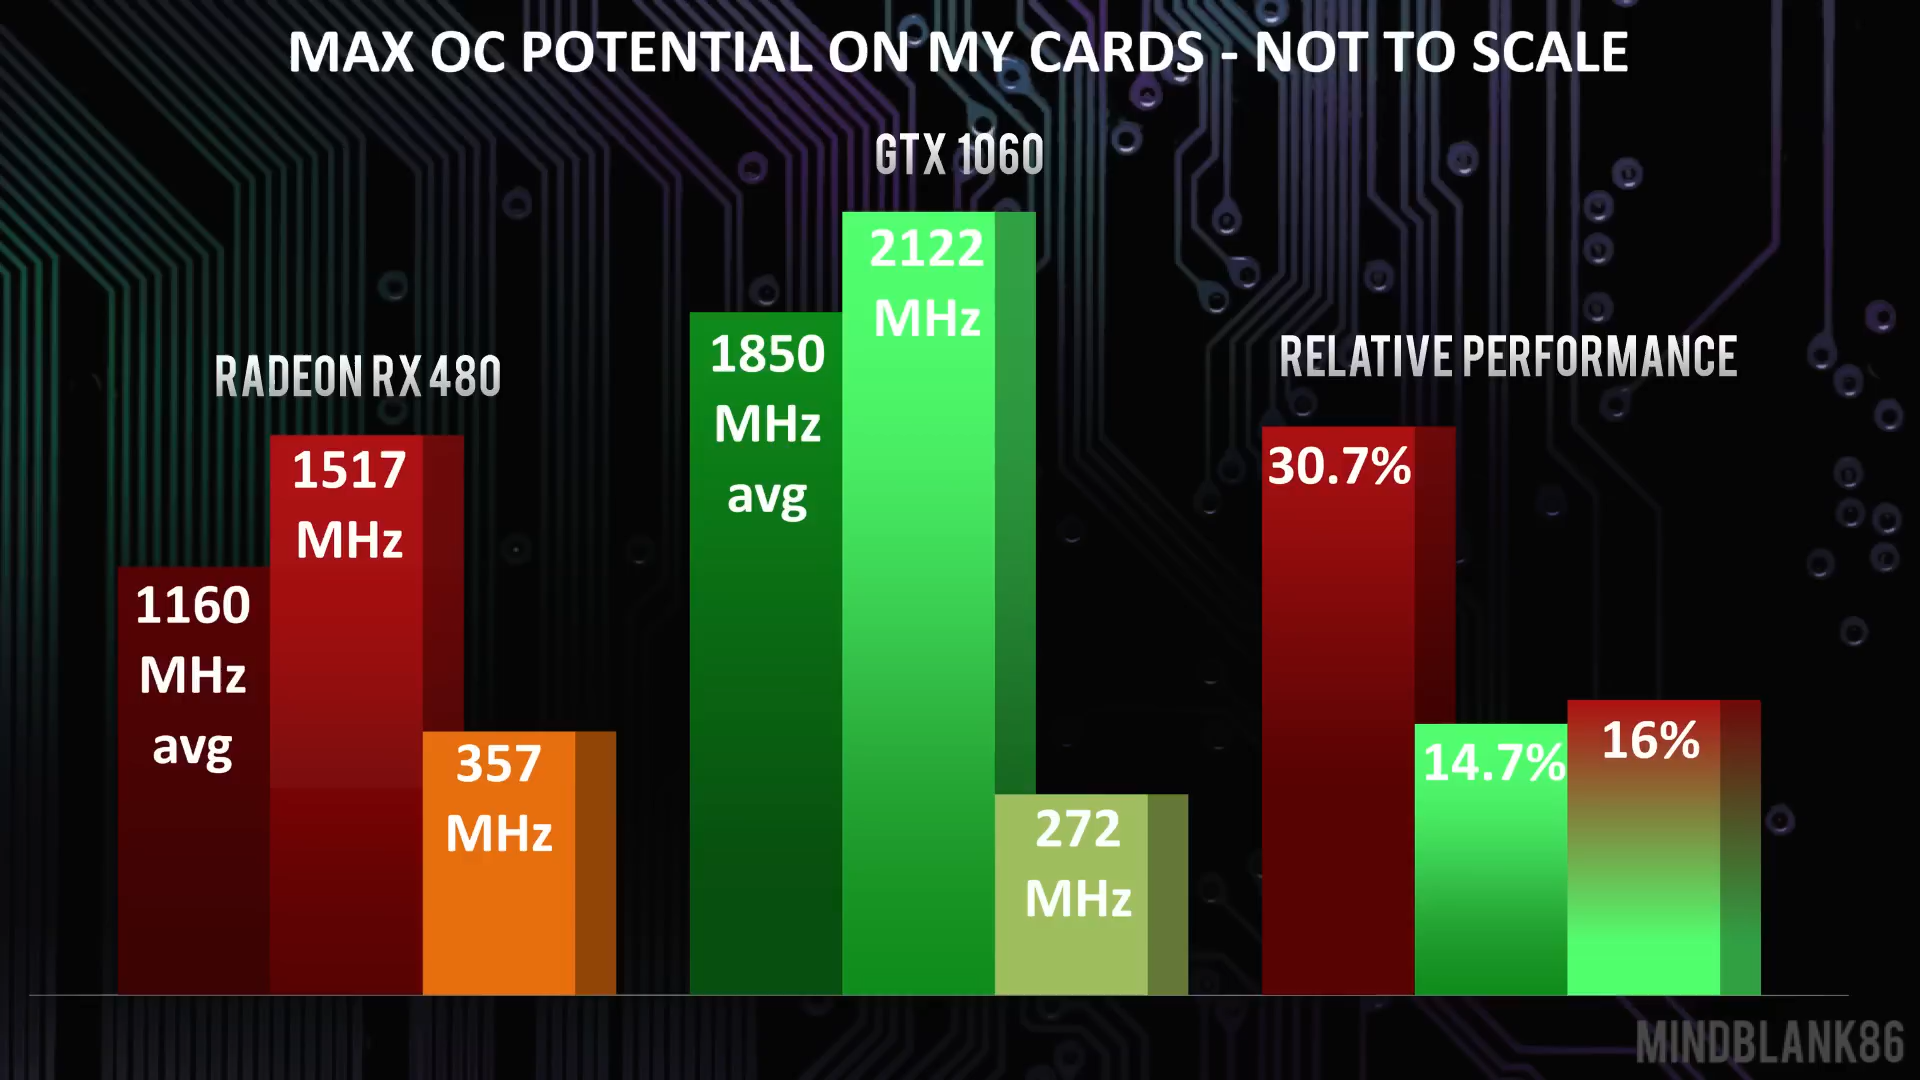 MAX OC POTENTIAL ON MY CARDS - NOT TO SCALE
RADEON RX 480
1160
MHz
avg
1517
MHz
357
MHz
GTX 1060
1850
MHz
avg
2122
MHz
272
MHz
RELATIVE PERFORMANCE
30.7%
14.7%
16%
MINDBLANK86